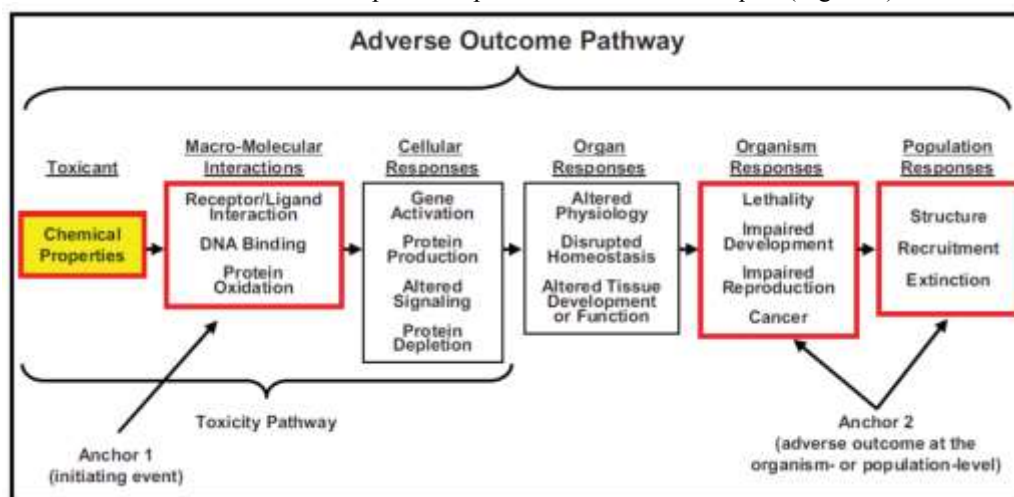 Adverse Outcome Pathway
Toxicant
Chemical
Properties
Macro-Molecular
Interactions
Receptor/Ligand
Interaction
DNA Binding
Protein
Oxidation
Cellular
Responses
Gene
Activation
Protein
Production
Altered
Signaling
Protein
Depletion
Organ
Responses
Altered
Physiology
Disrupted
Homeostasis
Altered Tissue
Development
or Function
Organism
Responses
Lethality
Impaired
Development
Impaired
Reproduction
Cancer
Population
Responses
Structure
Recruitment
Extinction
Toxicity Pathway
Anchor 1
(initiating event)
Anchor 2
(adverse outcome at the
organism- or population-level)